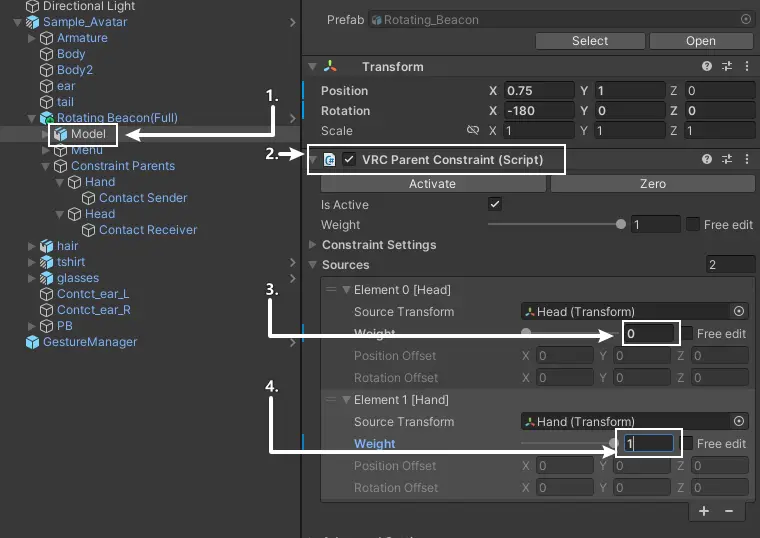 Directional Light
Sample_Avatar
Armature
Body
Body2
ear
tail
Rotating Beacon(Full)
1.
Model
Menu
Constraint Parents
Hand
Contact Sender
Head
Contact Receiver
hair
tshirt
glasses
Contct_ear_L
Contct_ear_R
PB
GestureManager
Prefab Rotating_Beacon
Select Open
Transform
Position X 0.75 Y 1 Z 0
Rotation X -180 Y 0 Z 0
Scale X 1 Y 1 Z 1
2. VRC Parent Constraint (Script)
Activate Zero
Is Active
Weight 1 Free edit
Constraint Settings
Sources 2
Element 0 [Head]
3.
Source Transform Head (Transform)
Weight 0 Free edit
Position Offset X 0 Y 0 Z 0
Rotation Offset X 0 Y 0 Z 0
4.
Element 1 [Hand]
Source Transform Hand (Transform)
Weight 1 Free edit
Position Offset X 0 Y 0 Z 0
Rotation Offset X 0 Y 0 Z 0